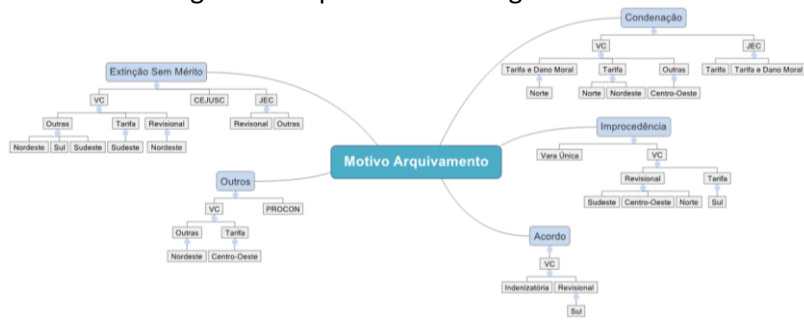 Condenação
VC JEC
Tarifa e Dano Moral Tarifa Outras Tarifa Tarifa e Dano Moral
Norte Norte Nordeste Centro-Oeste
Extinção Sem Mérito
VC CEJUSC JEC
Outras Tarifa Revisional Revisonal Outras
Nordeste Sul Sudeste Sudeste Nordeste
Improcedência
Vara Única VC
Revisional Tarifa
Sudeste Centro-Oeste Norte Sul
Motivo Arquivamento
Outros
VC PROCON
Outras Tarifa
Nordeste Centro-Oeste
Acordo
VC
Indenizatória Revisional
Sul